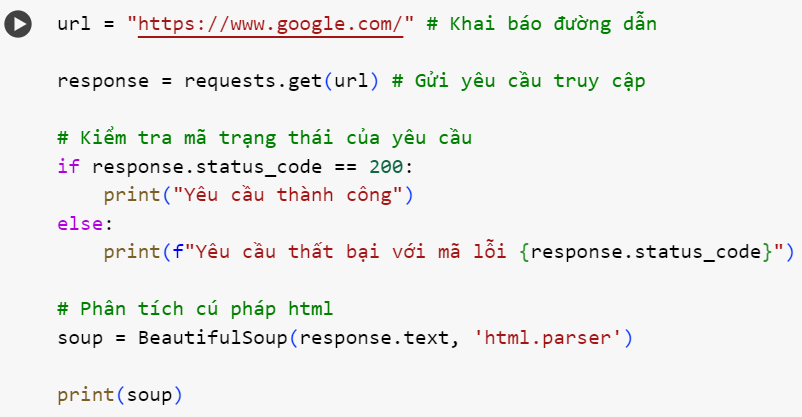 url = "https://www.google.com/" # Khai báo đường dẫn
response = requests.get(url) # Gửi yêu cầu truy cập
# Kiểm tra mã trạng thái của yêu cầu
if response.status_code == 200:
    print("Yêu cầu thành công")
else:
    print(f"Yêu cầu thất bại với mã lỗi {response.status_code}")
# Phân tích cú pháp html
soup = BeautifulSoup(response.text, 'html.parser')
print(soup)